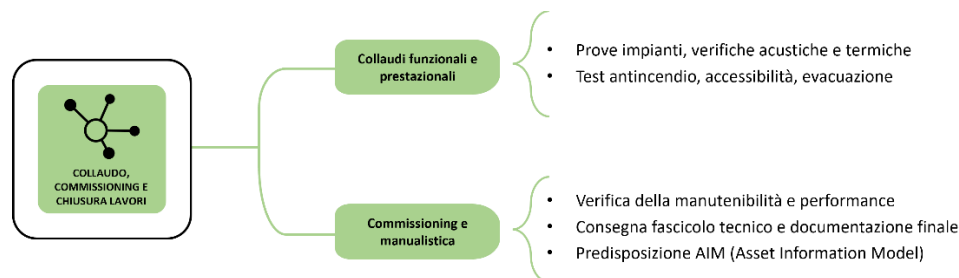 COLLAUDO,
COMMISSIONING E
CHIUSURA LAVORI
Collaudi funzionali e
prestazionali
• Prove impianti, verifiche acustiche e termiche
• Test antincendio, accessibilità, evacuazione
Commissioning e
manualistica
• Verifica della manutenibilità e performance
• Consegna fascicolo tecnico e documentazione finale
• Predisposizione AIM (Asset Information Model)